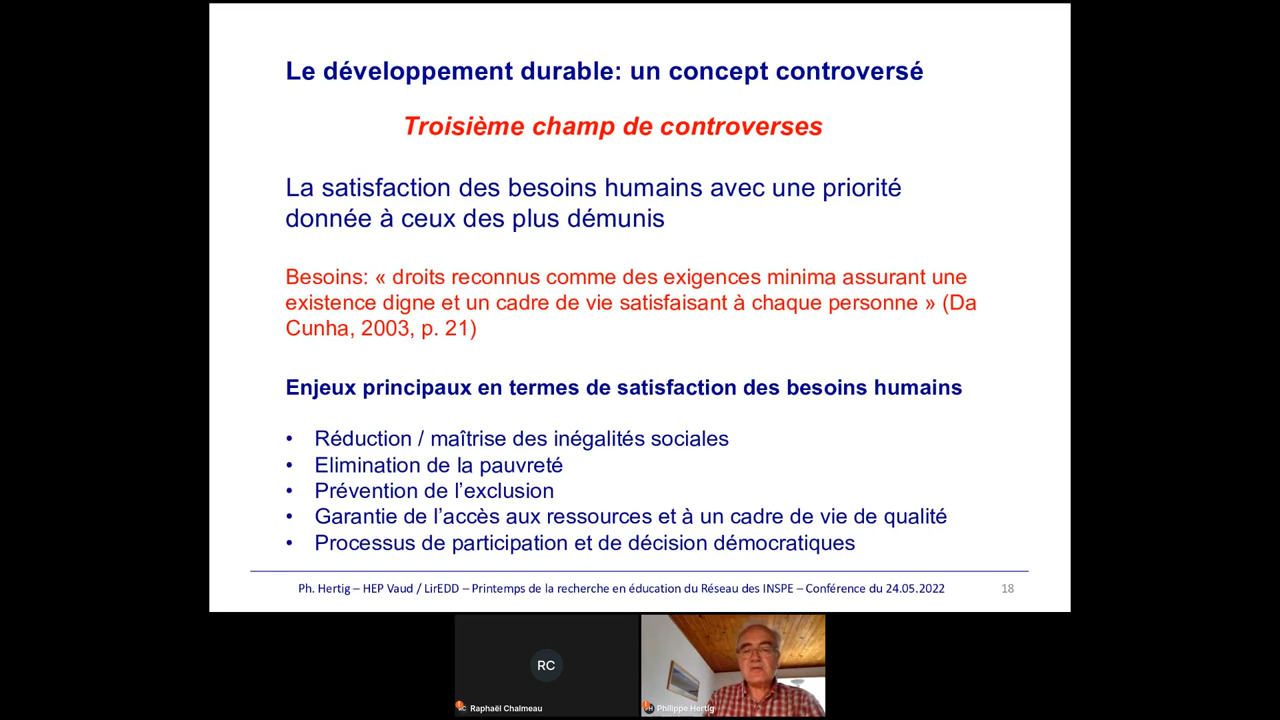 Le développement durable: un concept controversé
Troisième champ de controverses
La satisfaction des besoins humains avec une priorité
donnée à ceux des plus démunis
Besoins: « droits reconnus comme des exigences minima assurant une
existence digne et un cadre de vie satisfaisant à chaque personne » (Da
Cunha, 2003, p. 21)
Enjeux principaux en termes de satisfaction des besoins humains
• Réduction / maîtrise des inégalités sociales
• Elimination de la pauvreté
• Prévention de l’exclusion
• Garantie de l’accès aux ressources et à un cadre de vie de qualité
• Processus de participation et de décision démocratiques
Ph. Hertig – HEP Vaud / LirEDD – Printemps de la recherche en éducation du Réseau des INSPE – Conférence du 24.05.2022 18
RC
Raphaël Chalmeau
PH Philippe Hertig